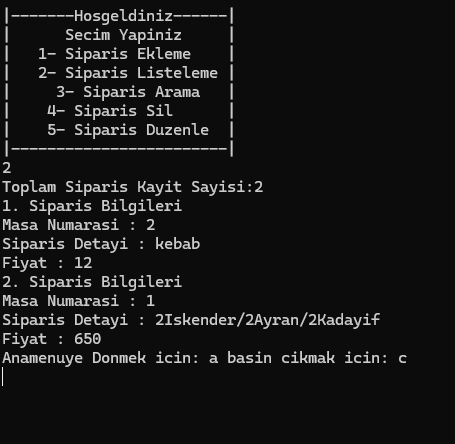 |-------Hosgeldiniz------|
|      Secim Yapiniz     |
|   1- Siparis Ekleme    |
|   2- Siparis Listeleme |
|     3- Siparis Arama   |
|    4- Siparis Sil      |
|    5- Siparis Duzenle  |
|------------------------|
2
Toplam Siparis Kayit Sayisi:2
1. Siparis Bilgileri
Masa Numarasi : 2
Siparis Detayi : kebab
Fiyat : 12
2. Siparis Bilgileri
Masa Numarasi : 1
Siparis Detayi : 2Iskender/2Ayran/2Kadayif
Fiyat : 650
Anamenuye Donmek icin: a basin cikmak icin: c